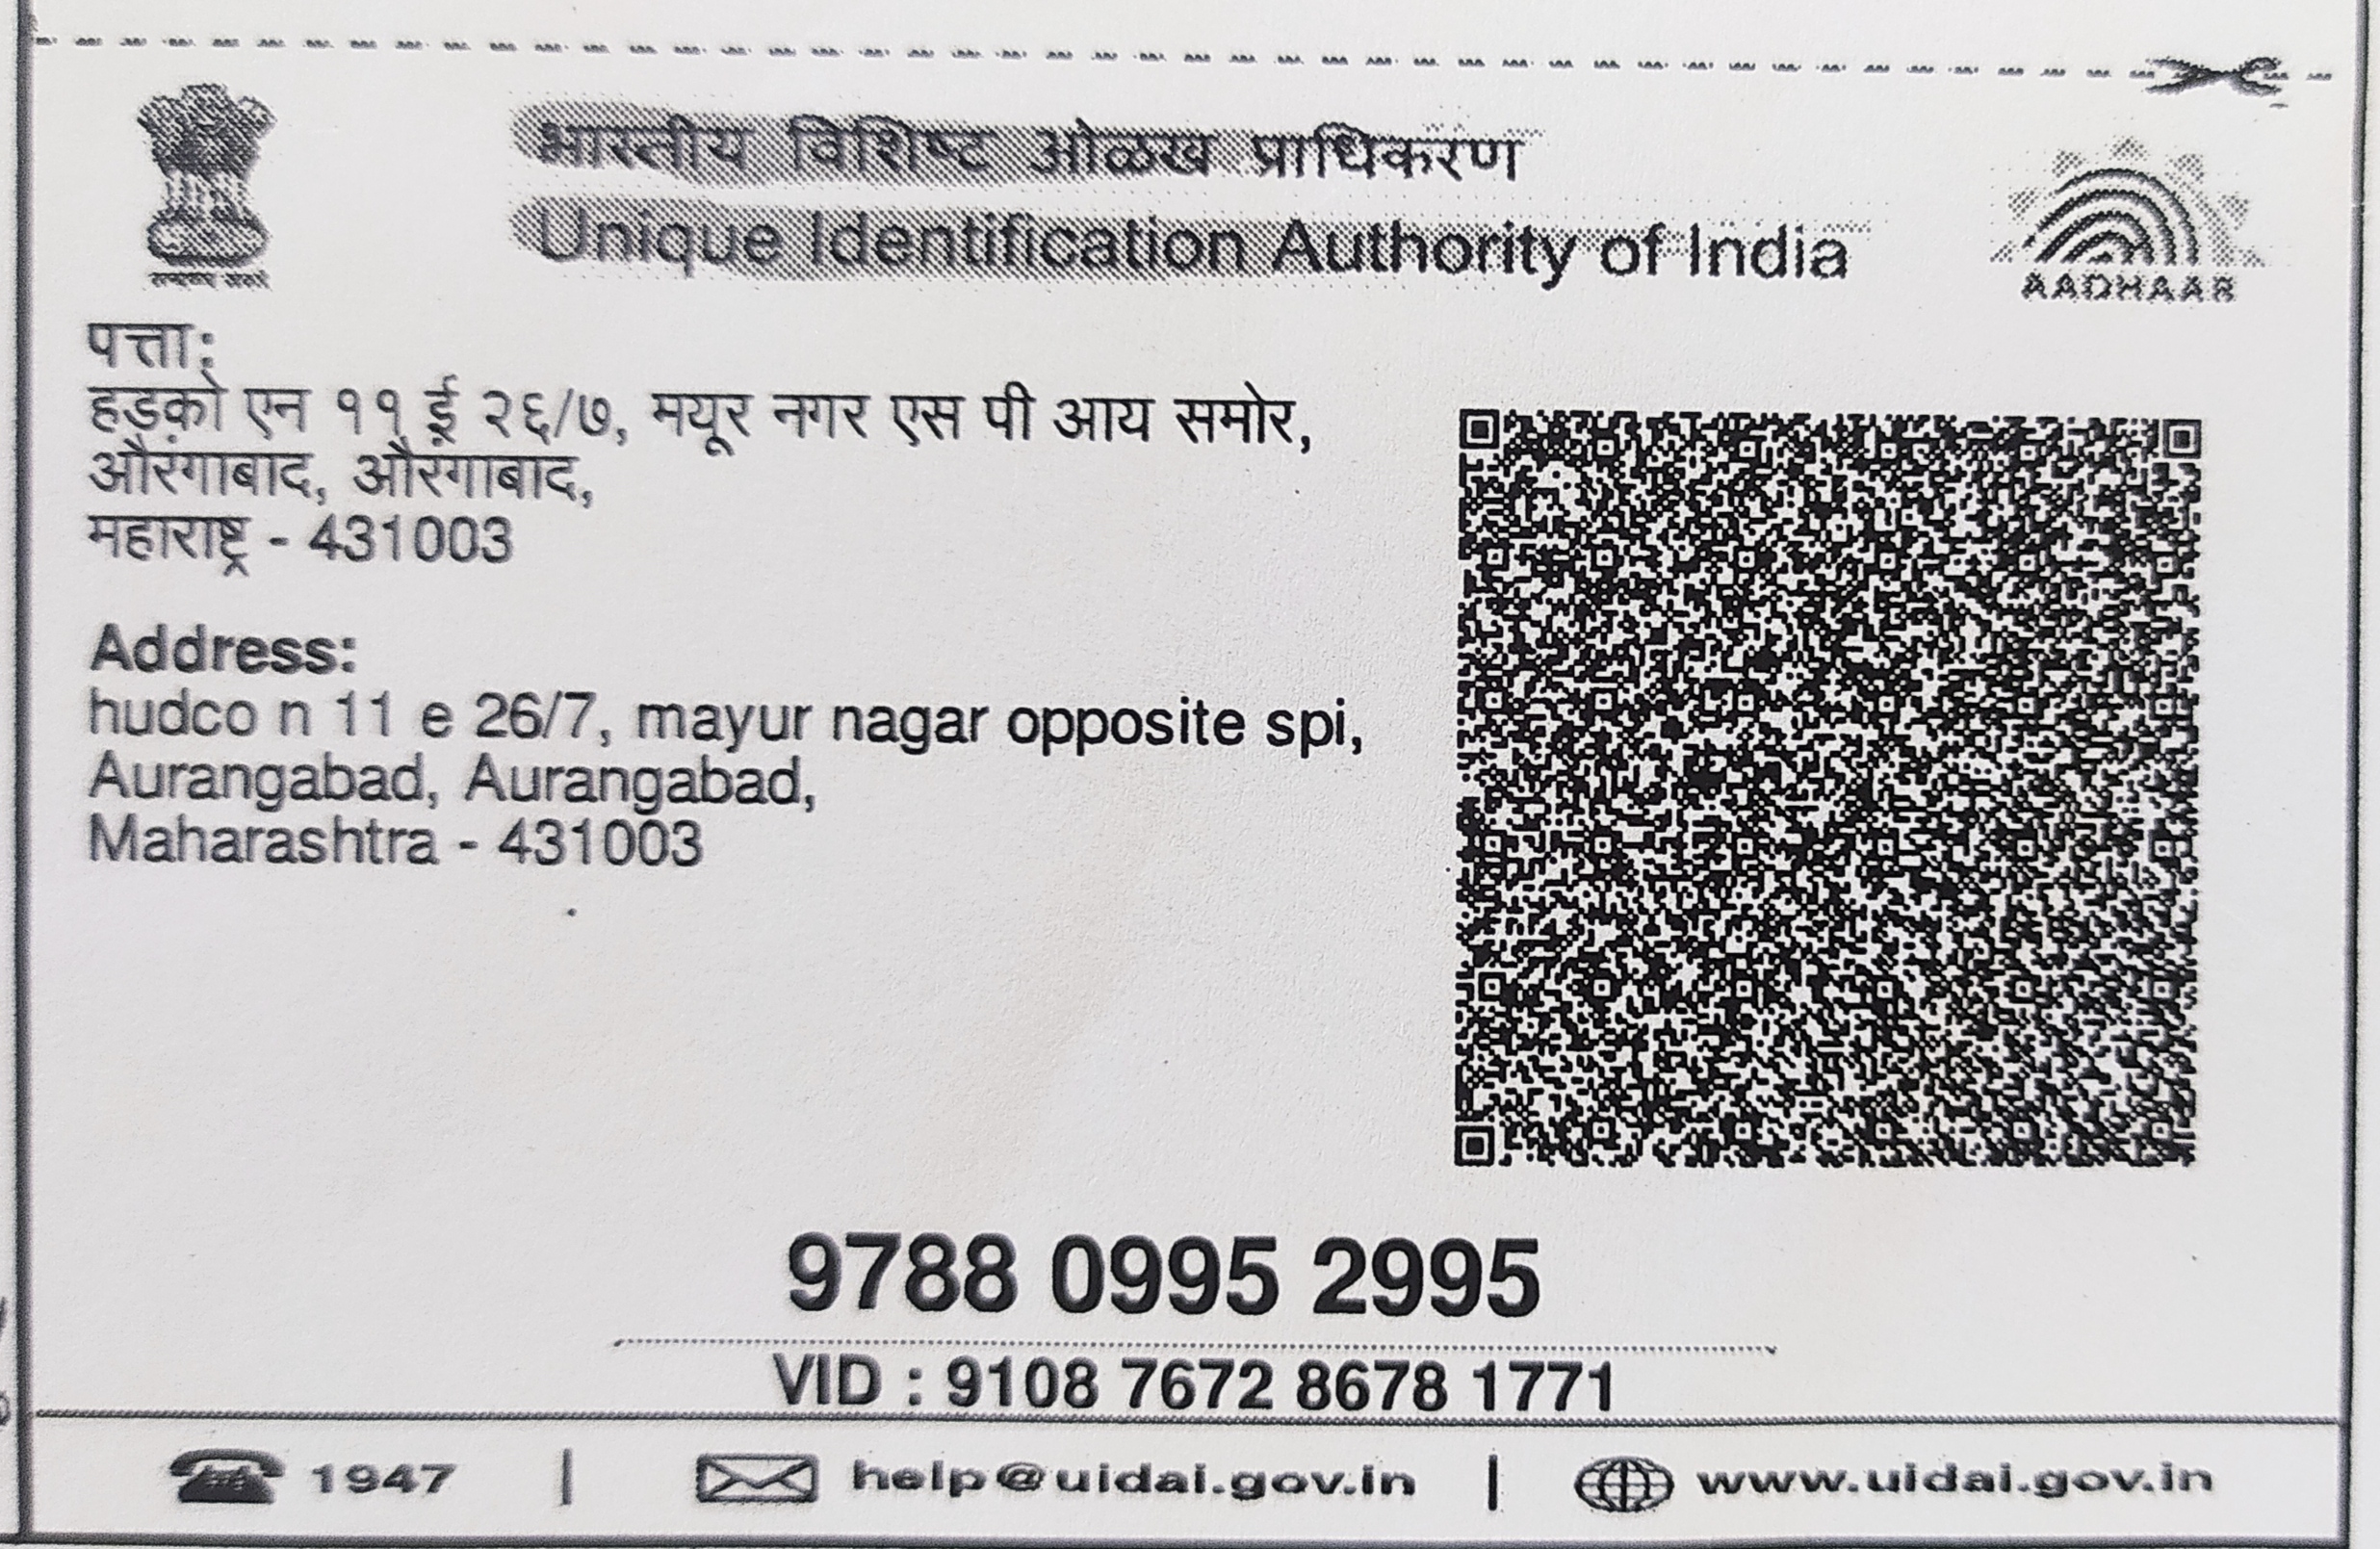 भारतीय विशिष्ट ओळख प्राधिकरण
Unique Identification Authority of India
AADHAAR
पत्ता:
हडको एन ११ ई २६/७, मयूर नगर एस पी आय समोर,
औरंगाबाद, औरंगाबाद,
महाराष्ट्र - 431003
Address:
hudco n 11 e 26/7, mayur nagar opposite spi,
Aurangabad, Aurangabad,
Maharashtra - 431003
9788 0995 2995
VID : 9108 7672 8678 1771
1947 | help@uidai.gov.in | www.uidai.gov.in